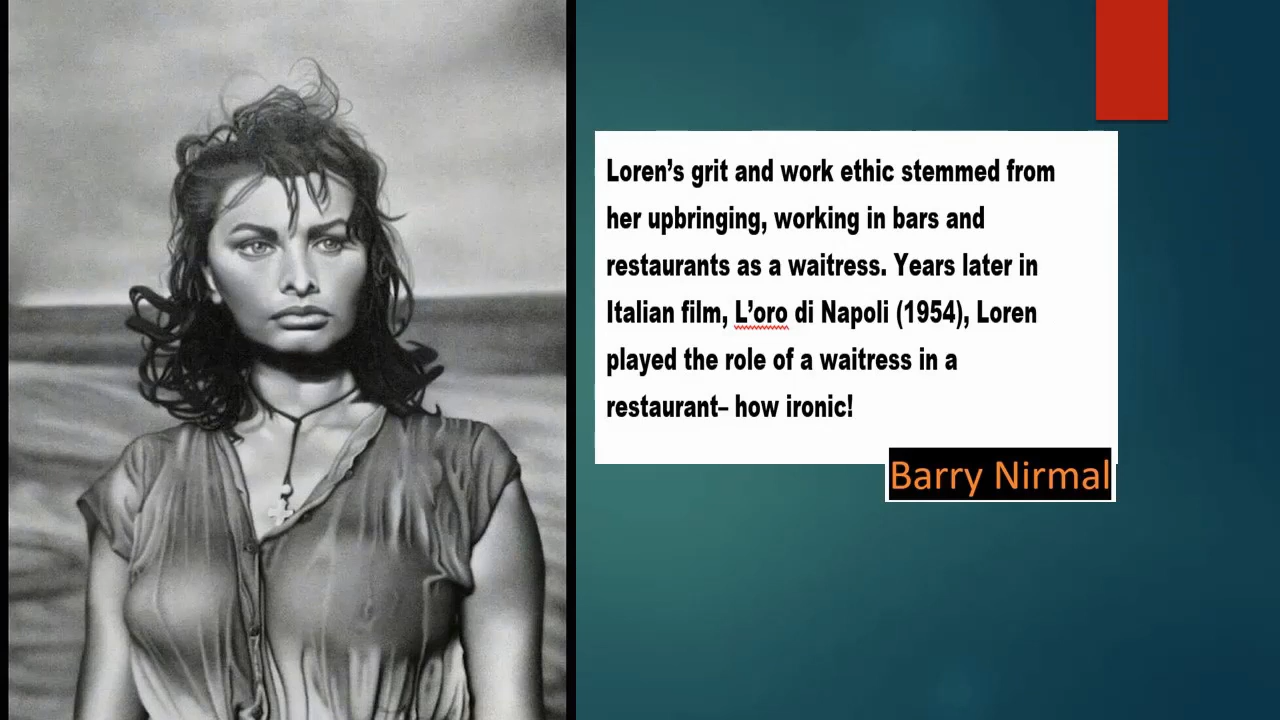 Loren’s grit and work ethic stemmed from
her upbringing, working in bars and
restaurants as a waitress. Years later in
Italian film, L’oro di Napoli (1954), Loren
played the role of a waitress in a
restaurant– how ironic!
Barry Nirmal